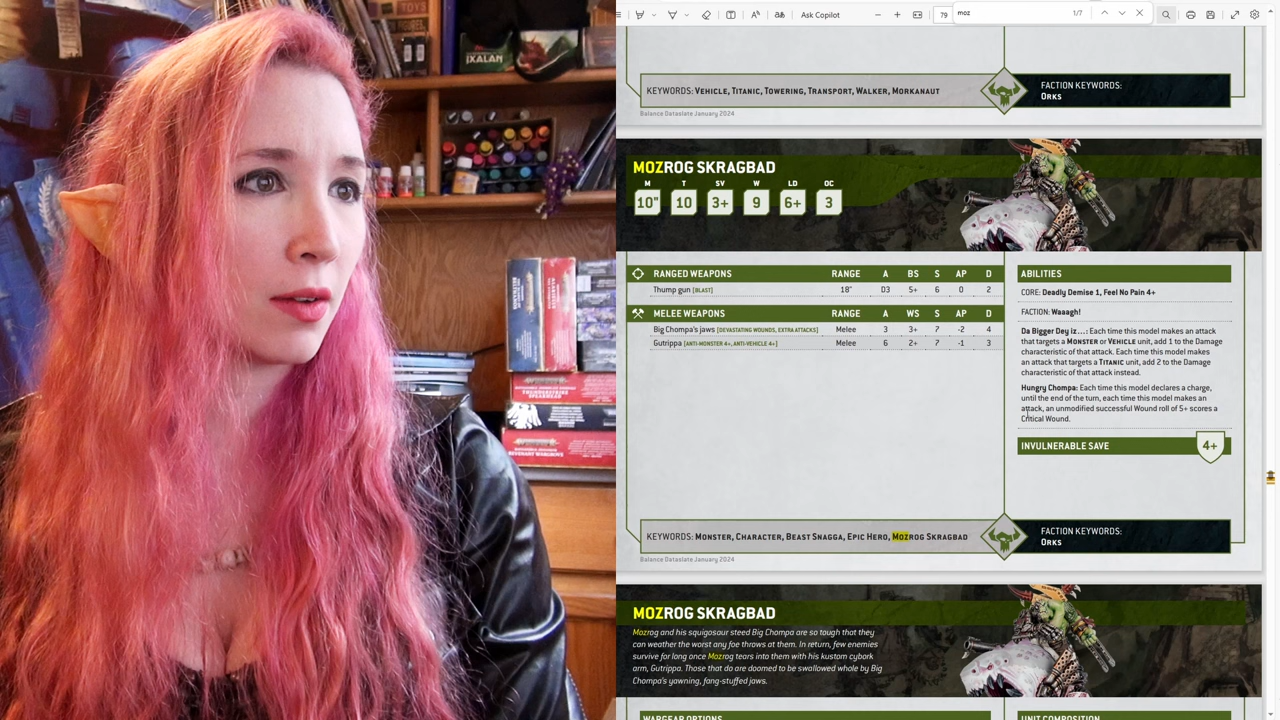 TOYS
FIGUREL
IXALAN
THUNDERSTRIKE
STEAMHEAD
REVENANT WARCLAWS
Ask Copilot
79
moz
1/7
KEYWORDS: VEHICLE, TITANIC, TOWERING, TRANSPORT, WALKER, MORKANAUT
FACTION KEYWORDS:
ORKS
Balance Dataslate January 2024
MOZROG SKRAGBAD
M T SV W LD OC
10" 10 3+ 9 6+ 3
RANGED WEAPONS RANGE A BS S AP D
Thump gun [BLAST] 18" D3 5+ 6 0 2
MELEE WEAPONS RANGE A WS S AP D
Big Chompa's jaws [DEVASTATING WOUNDS, EXTRA ATTACKS] Melee 3 3+ 7 -2 4
Gutrippa [ANTI-MONSTER 4+, ANTI-VEHICLE 4+] Melee 6 2+ 7 -1 3
ABILITIES
CORE: Deadly Demise 1, Feel No Pain 4+
FACTION: Waaagh!
Da Bigger Dey iz…: Each time this model makes an attack
that targets a MONSTER or VEHICLE unit, add 1 to the Damage
characteristic of that attack. Each time this model makes
an attack that targets a TITANIC unit, add 2 to the Damage
characteristic of that attack instead.
Hungry Chompa: Each time this model declares a charge,
until the end of the turn, each time this model makes an
attack, an unmodified successful Wound roll of 5+ scores a
Critical Wound.
INVULNERABLE SAVE 4+
KEYWORDS: MONSTER, CHARACTER, BEAST SNAGGA, EPIC HERO, MOZROG SKRAGBAD
FACTION KEYWORDS:
ORKS
Balance Dataslate January 2024
MOZROG SKRAGBAD
Mozrog and his squigosaur steed Big Chompa are so tough that they
can weather the worst any foe throws at them. In return, few enemies
survive for long once Mozrog tears into them with his kustom cybork
arm, Gutrippa. Those that do are doomed to be swallowed whole by Big
Chompa's yawning, fang-stuffed jaws.
WARGEAR OPTIONS
UNIT COMPOSITION